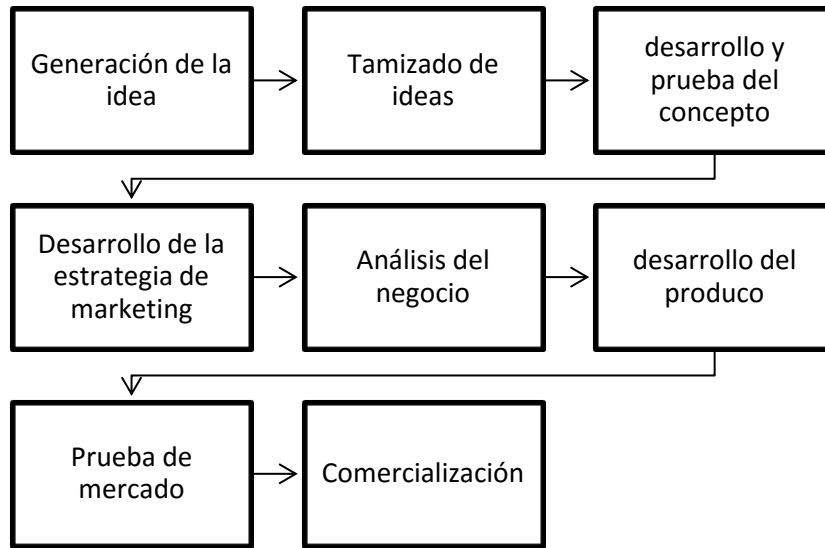 Generación de la
idea
Tamizado de
ideas
desarrollo y
prueba del
concepto
Desarrollo de la
estrategia de
marketing
Análisis del
negocio
desarrollo del
produco
Prueba de
mercado
Comercialización